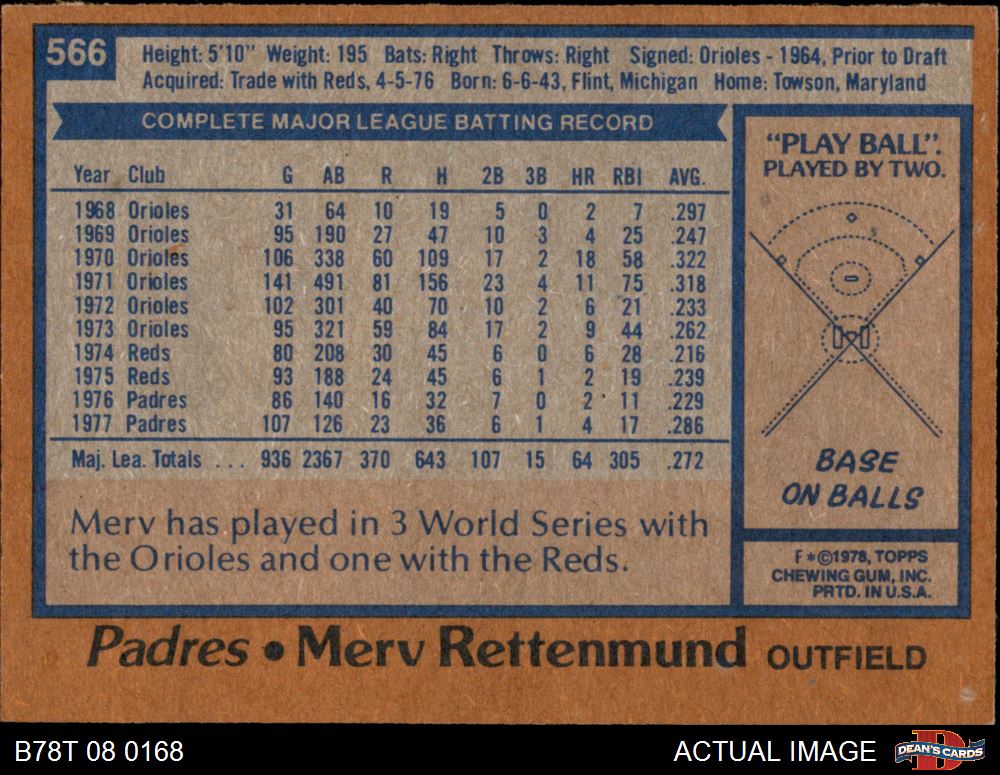 566
Height: 5'10" Weight: 195 Bats: Right Throws: Right Signed: Orioles - 1964, Prior to Draft
Acquired: Trade with Reds, 4-5-76 Born: 6-6-43, Flint, Michigan Home: Towson, Maryland
COMPLETE MAJOR LEAGUE BATTING RECORD
Year Club G AB R H 2B 3B HR RBI AVG.
1968 Orioles 31 64 10 19 5 0 2 7 .297
1969 Orioles 95 190 27 47 10 3 4 25 .247
1970 Orioles 106 338 60 109 17 2 18 58 .322
1971 Orioles 141 491 81 156 23 4 11 75 .318
1972 Orioles 102 301 40 70 10 2 6 21 .233
1973 Orioles 95 321 59 84 17 2 9 44 .262
1974 Reds 80 208 30 45 6 0 6 28 .216
1975 Reds 93 188 24 45 6 1 2 19 .239
1976 Padres 86 140 16 32 7 0 2 11 .229
1977 Padres 107 126 23 36 6 1 4 17 .286
Maj. Lea. Totals ... 936 2367 370 643 107 15 64 305 .272
Merv has played in 3 World Series with
the Orioles and one with the Reds.
"PLAY BALL".
PLAYED BY TWO.
BASE
ON BALLS
F*©1978, TOPPS
CHEWING GUM, INC.
PRTD. IN U.S.A.
Padres • Merv Rettenmund OUTFIELD
B78T 08 0168
ACTUAL IMAGE
D
DEAN'S CARDS